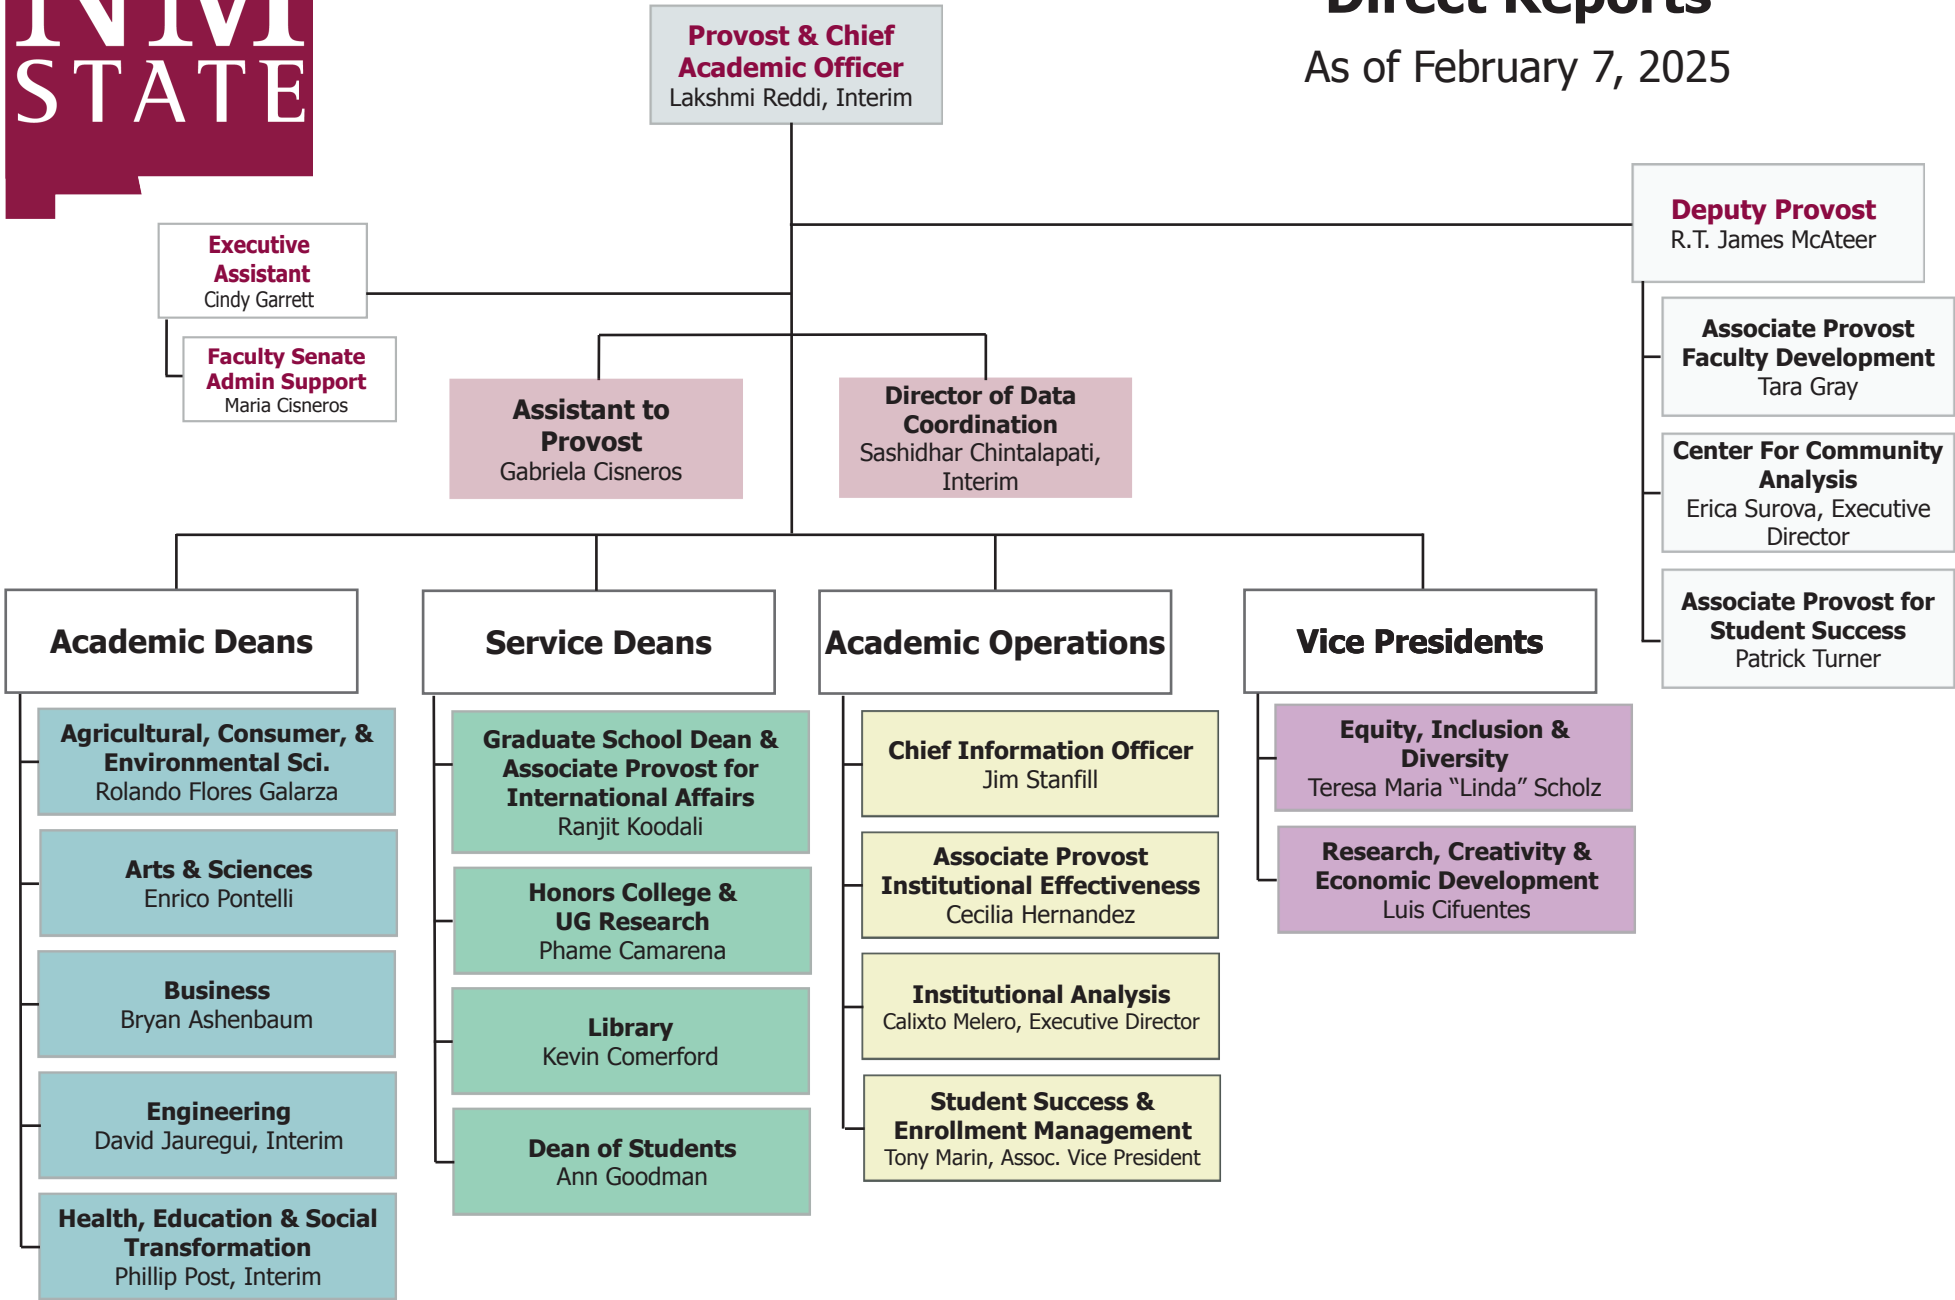 NM
STATE
Direct Reports
As of February 7, 2025
Provost & Chief
Academic Officer
Lakshmi Reddi, Interim
Deputy Provost
R.T. James McAteer
Executive
Assistant
Cindy Garrett
Faculty Senate
Admin Support
Maria Cisneros
Assistant to
Provost
Gabriela Cisneros
Director of Data
Coordination
Sashidhar Chintalapati,
Interim
Associate Provost
Faculty Development
Tara Gray
Center For Community
Analysis
Erica Surova, Executive
Director
Associate Provost for
Student Success
Patrick Turner
Academic Deans
Agricultural, Consumer, &
Environmental Sci.
Rolando Flores Galarza
Arts & Sciences
Enrico Pontelli
Business
Bryan Ashenbaum
Engineering
David Jauregui, Interim
Health, Education & Social
Transformation
Phillip Post, Interim
Service Deans
Graduate School Dean &
Associate Provost for
International Affairs
Ranjit Koodali
Honors College &
UG Research
Phame Camarena
Library
Kevin Comerford
Dean of Students
Ann Goodman
Academic Operations
Chief Information Officer
Jim Stanfill
Associate Provost
Institutional Effectiveness
Cecilia Hernandez
Institutional Analysis
Calixto Melero, Executive Director
Student Success &
Enrollment Management
Tony Marin, Assoc. Vice President
Vice Presidents
Equity, Inclusion &
Diversity
Teresa Maria “Linda” Scholz
Research, Creativity &
Economic Development
Luis Cifuentes